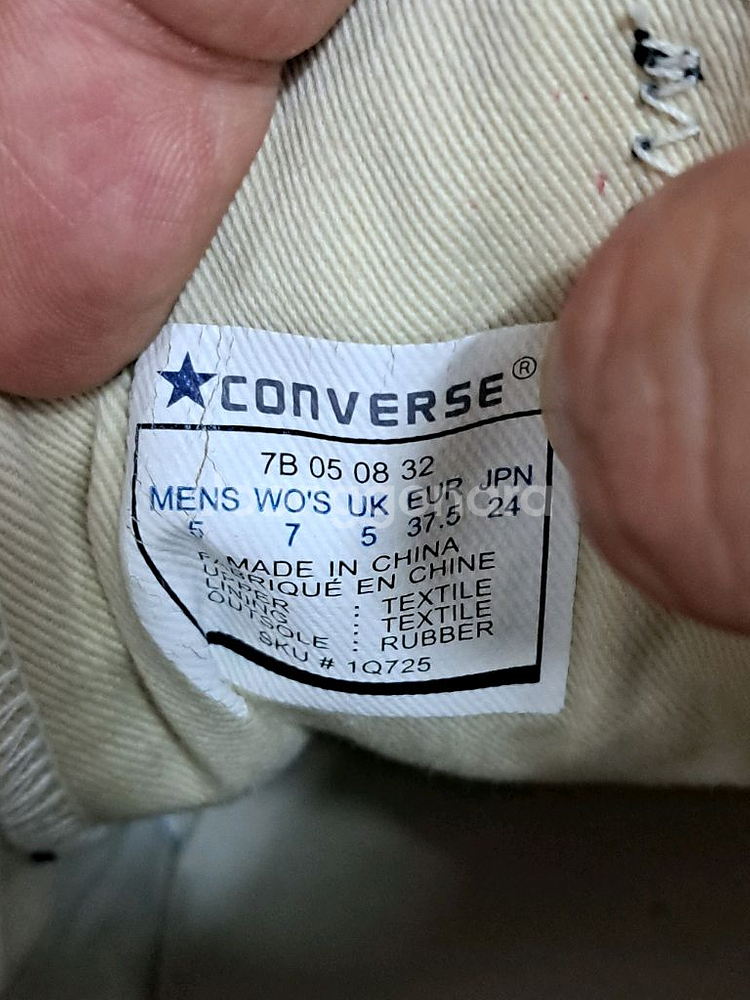 CONVERSE®
7B 05 08 32
MENS WO'S UK EUR JPN
5 7 5 37.5 24
MADE IN CHINA
FABRIQUÉ EN CHINE
UPPER : TEXTILE
LINING : TEXTILE
OUTSOLE : RUBBER
SKU # 1Q725